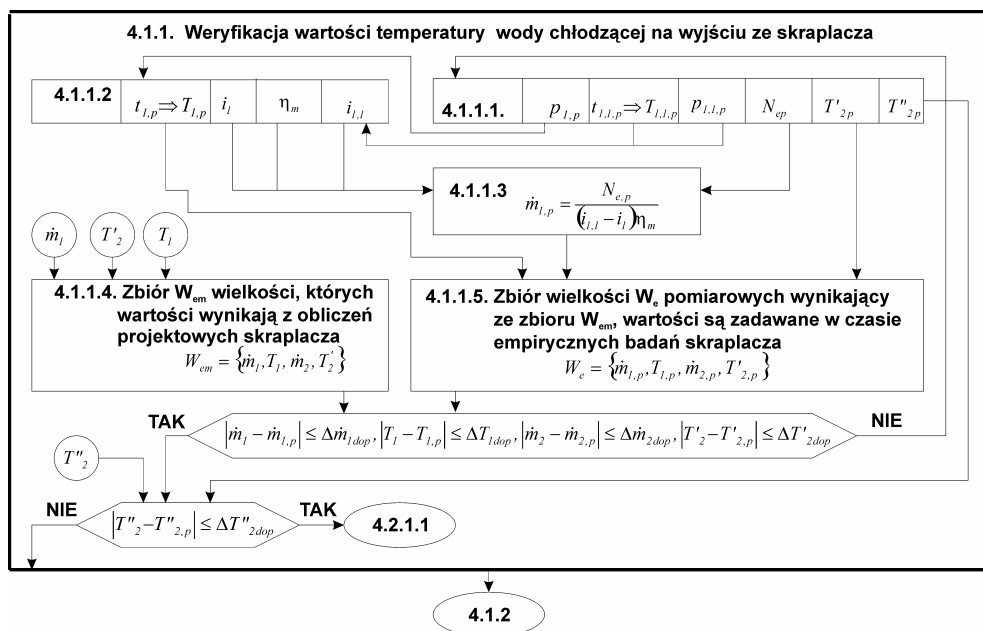 4.1.1. Weryfikacja wartości temperatury wody chłodzącej na wyjściu ze skraplacza
4.1.1.2 t₁,ₚ⇒T₁,ₚ i₁ ηₘ i₁,₁
4.1.1.1. p₁,ₚ t₁,₁,ₚ⇒T₁,₁,ₚ p₁,₁,ₚ Nₑₚ T'₂ₚ T"₂ₚ
4.1.1.3 ṁ₁,ₚ = Nₑ,ₚ / (i₁,₁ − i₁)ηₘ
ṁ₁ T'₂ T₁
4.1.1.4. Zbiór Wₑₘ wielkości, których
wartości wynikają z obliczeń
projektowych skraplacza
Wₑₘ = {ṁ₁,T₁, ṁ₂,T₂'}
4.1.1.5. Zbiór wielkości Wₑ pomiarowych wynikający
ze zbioru Wₑₘ, wartości są zadawane w czasie
empirycznych badań skraplacza
Wₑ = {ṁ₁,ₚ,T₁,ₚ,ṁ₂,ₚ,T'₂,ₚ}
TAK
|ṁ₁ − ṁ₁,ₚ| ≤ Δṁ₁dop, |T₁ − T₁,ₚ| ≤ ΔT₁dop, |ṁ₂ − ṁ₂,ₚ| ≤ Δṁ₂dop, |T'₂ − T'₂,ₚ| ≤ ΔT'₂dop
NIE
T"₂
NIE
|T"₂ − T"₂,ₚ| ≤ ΔT"₂dop
TAK
4.2.1.1
4.1.2